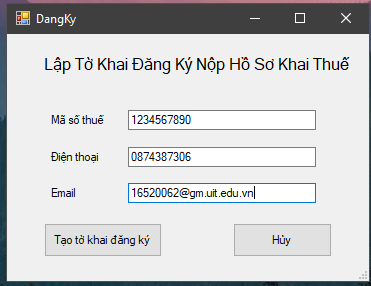 DangKy
Lập Tờ Khai Đăng Ký Nộp Hồ Sơ Khai Thuế
Mã số thuế 1234567890
Điện thoại 0874387306
Email 16520062@gm.uit.edu.vn
Tạo tờ khai đăng ký Hủy